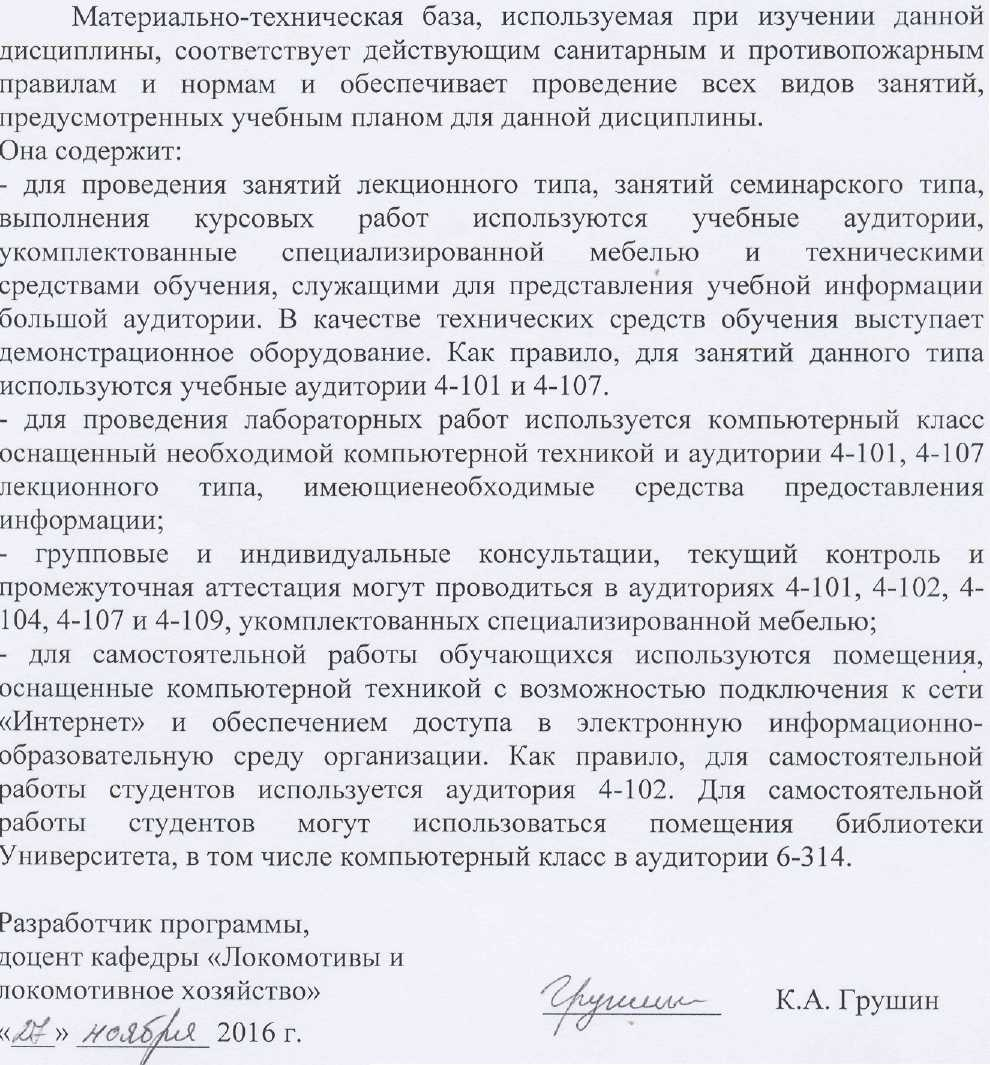 Материально-техническая база, используемая при изучении данной
дисциплины, соответствует действующим санитарным и противопожарным
правилам и нормам и обеспечивает проведение всех видов занятий,
предусмотренных учебным планом для данной дисциплины.
Она содержит:
- для проведения занятий лекционного типа, занятий семинарского типа,
выполнения курсовых работ используются учебные аудитории,
укомплектованные специализированной мебелью и техническими
средствами обучения, служащими для представления учебной информации
большой аудитории. В качестве технических средств обучения выступает
демонстрационное оборудование. Как правило, для занятий данного типа
используются учебные аудитории 4-101 и 4-107.
- для проведения лабораторных работ используется компьютерный класс
оснащенный необходимой компьютерной техникой и аудитории 4-101, 4-107
лекционного типа, имеющиенеобходимые средства предоставления
информации;
- групповые и индивидуальные консультации, текущий контроль и
промежуточная аттестация могут проводиться в аудиториях 4-101, 4-102, 4-
104, 4-107 и 4-109, укомплектованных специализированной мебелью;
- для самостоятельной работы обучающихся используются помещения,
оснащенные компьютерной техникой с возможностью подключения к сети
«Интернет» и обеспечением доступа в электронную информационно-
образовательную среду организации. Как правило, для самостоятельной
работы студентов используется аудитория 4-102. Для самостоятельной
работы студентов могут использоваться помещения библиотеки
Университета, в том числе компьютерный класс в аудитории 6-314.
Разработчик программы,
доцент кафедры «Локомотивы и
локомотивное хозяйство»
Грушин К.А. Грушин
«27» ноября 2016 г.